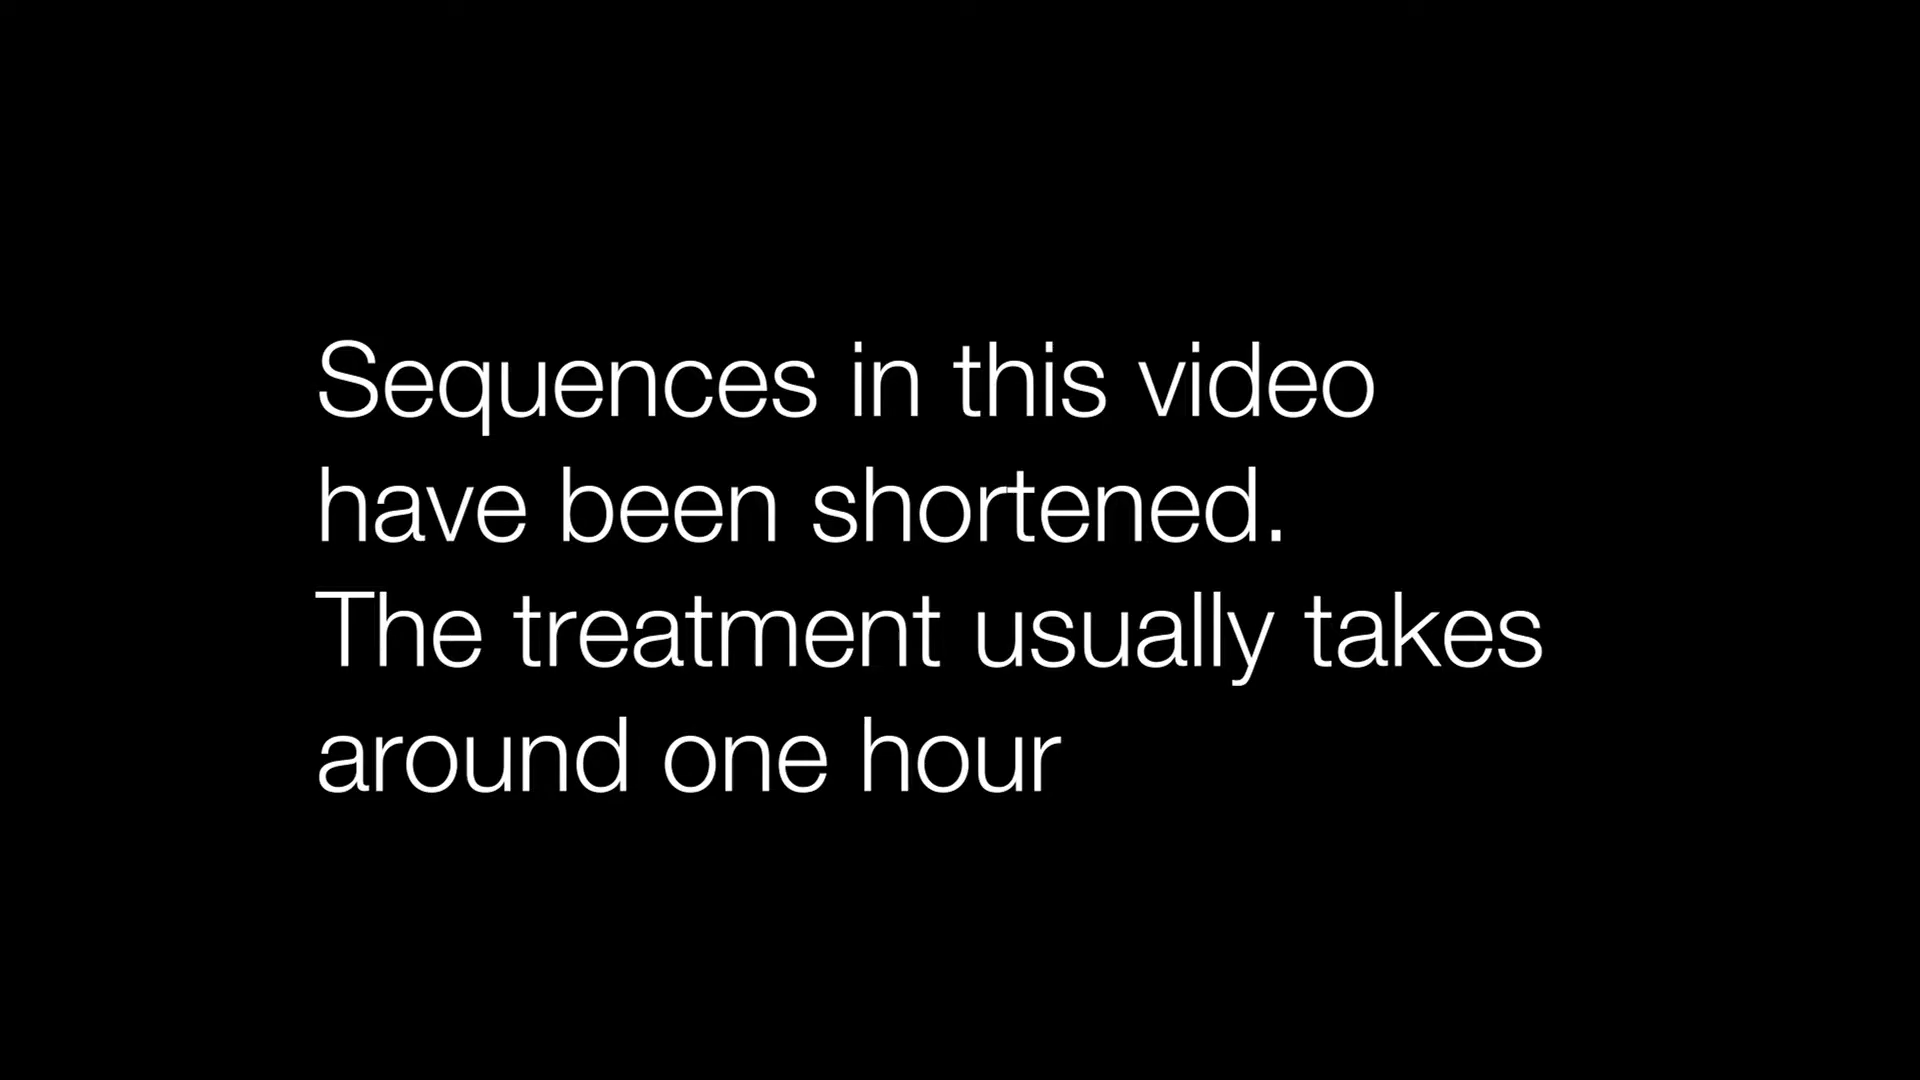 Sequences in this video
have been shortened.
The treatment usually takes
around one hour